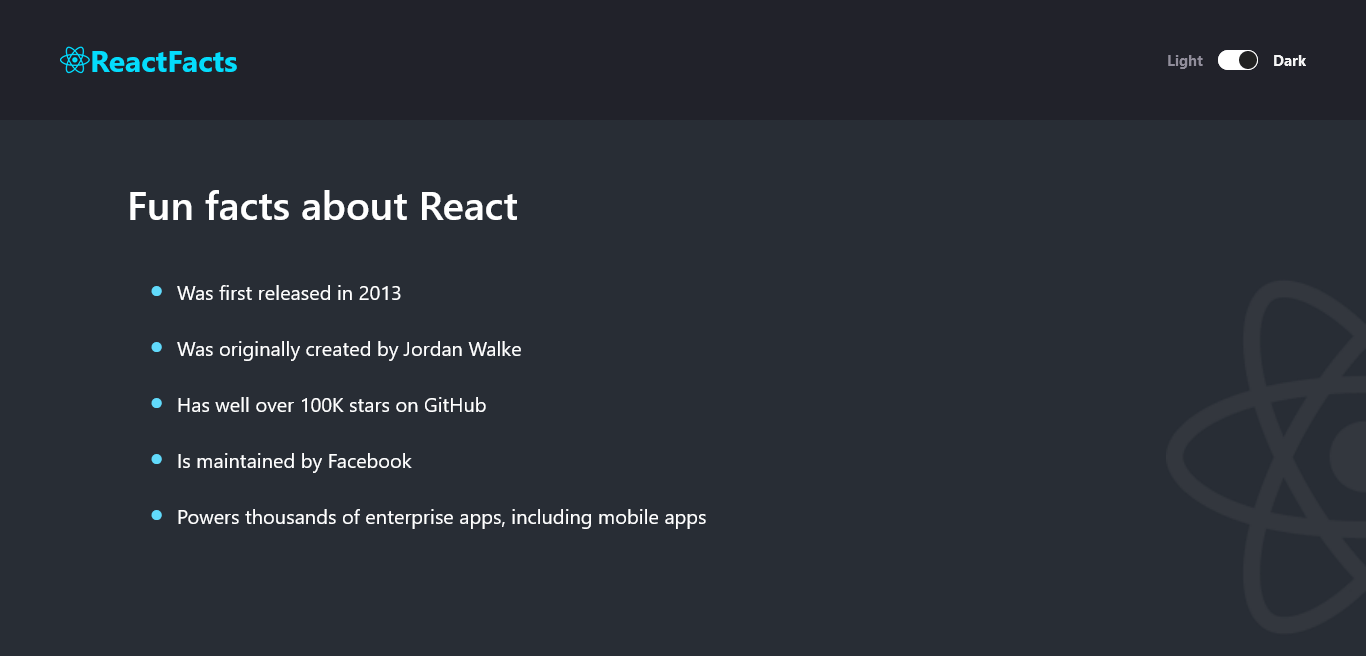 ReactFacts
Light Dark
Fun facts about React
Was first released in 2013
Was originally created by Jordan Walke
Has well over 100K stars on GitHub
Is maintained by Facebook
Powers thousands of enterprise apps, including mobile apps